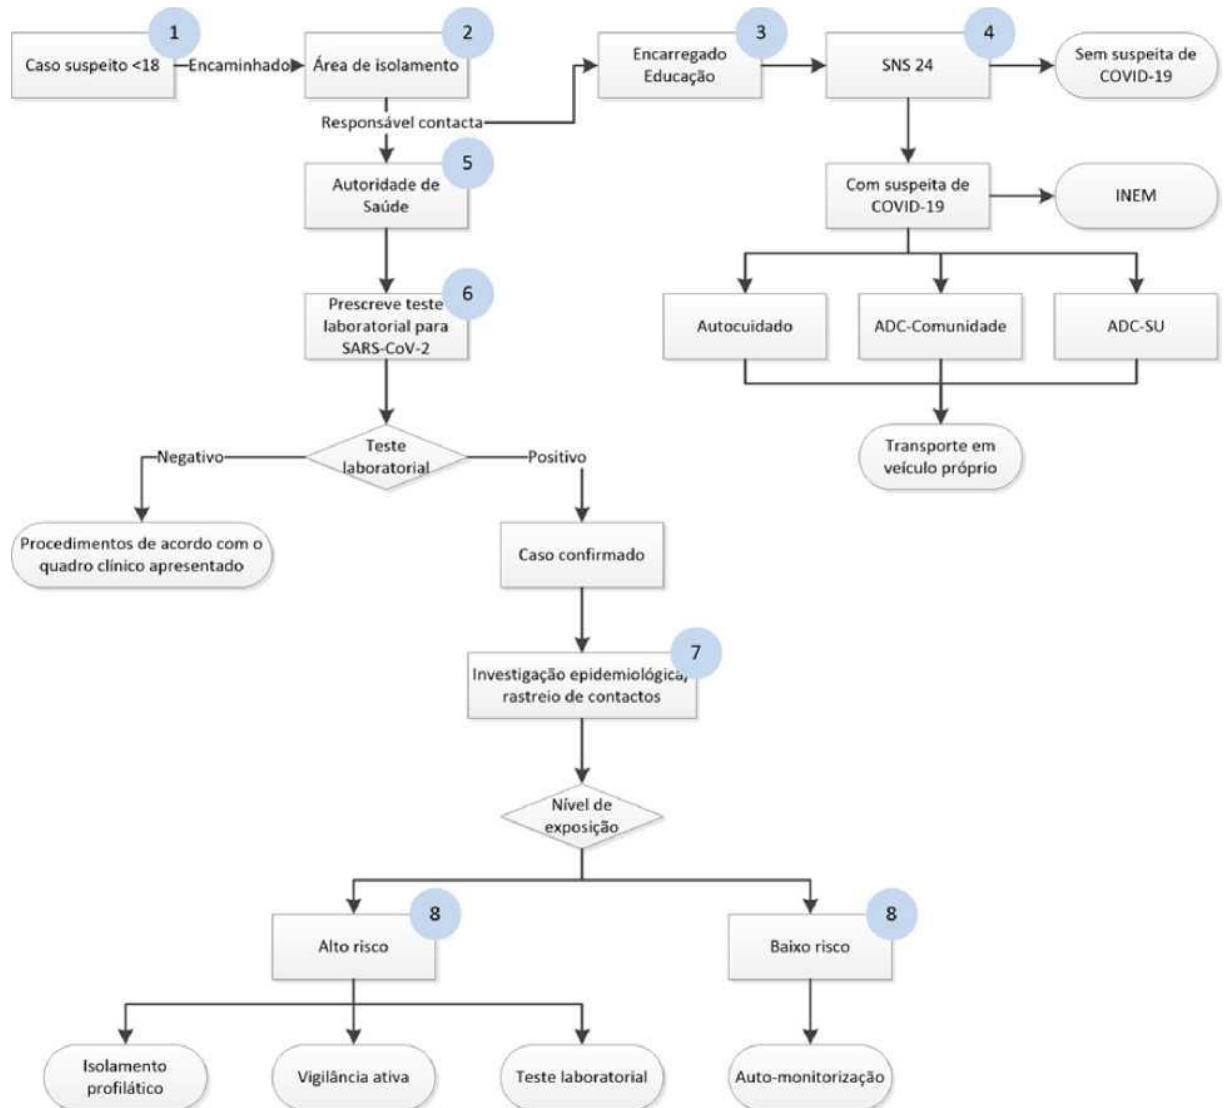 1
Caso suspeito <18
Encaminhado
2
Área de isolamento
3
Encarregado
Educação
4
SNS 24
Sem suspeita de
COVID-19
Responsável contacta
5
Autoridade de
Saúde
Com suspeita de
COVID-19
INEM
6
Prescreve teste
laboratorial para
SARS-CoV-2
Autocuidado
ADC-Comunidade
ADC-SU
Teste
laboratorial
Negativo
Positivo
Transporte em
veículo próprio
Procedimentos de acordo com o
quadro clínico apresentado
Caso confirmado
7
Investigação epidemiológica,
rastreio de contactos
Nível de
exposição
8
Alto risco
8
Baixo risco
Isolamento
profilático
Vigilância ativa
Teste laboratorial
Auto-monitorização